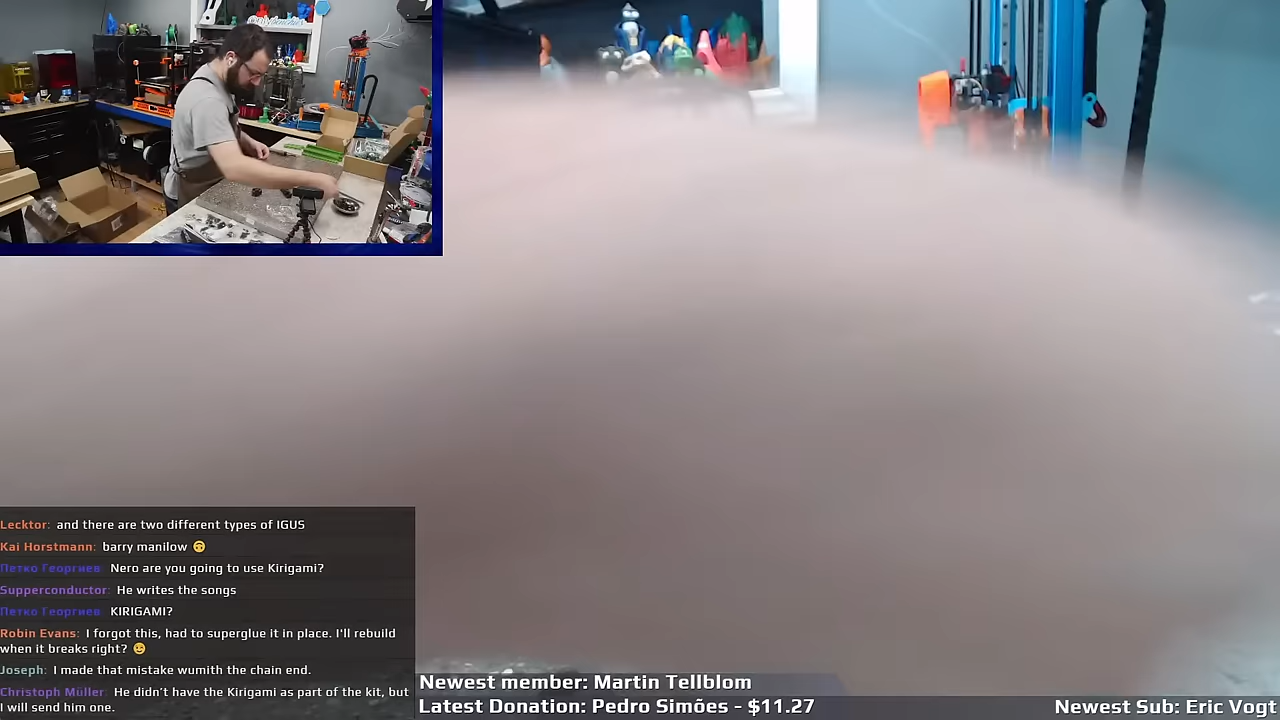 Lecktor: and there are two different types of IGUS
Kai Horstmann: barry manilow 🙃
Петко Георгиев: Nero are you going to use Kirigami?
Supperconductor: He writes the songs
Петко Георгиев: KIRIGAMI?
Robin Evans: I forgot this, had to superglue it in place. I'll rebuild
when it breaks right? 😉
Joseph: I made that mistake wumith the chain end.
Christoph Müller: He didn't have the Kirigami as part of the kit, but
I will send him one.
Newest member: Martin Tellblom
Latest Donation: Pedro Simões - $11.27
Newest Sub: Eric Vogt